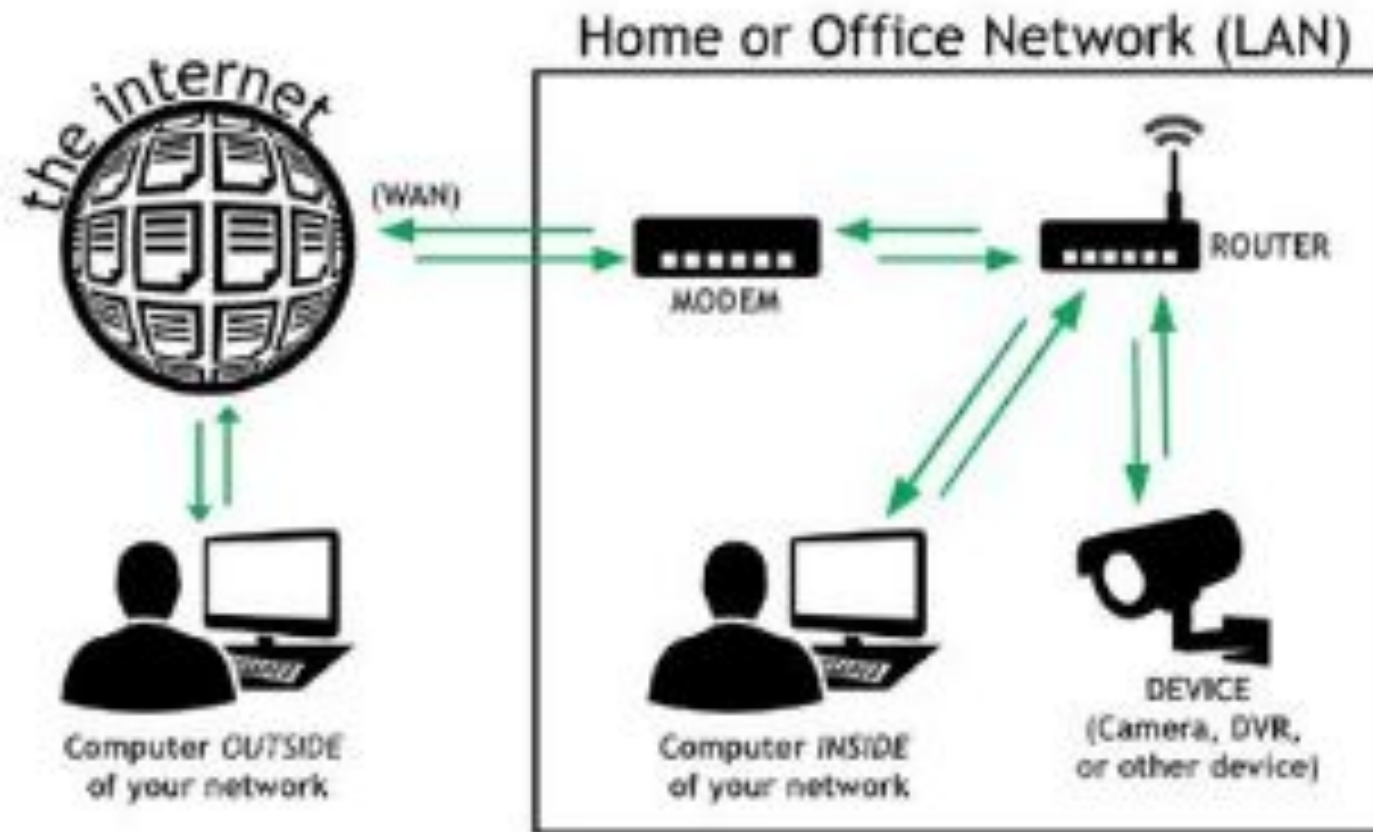 Home or Office Network (LAN)
the internet
(WAN)
MODEM
ROUTER
Computer OUTSIDE
of your network
Computer INSIDE
of your network
DEVICE
(Camera, DVR,
or other device)